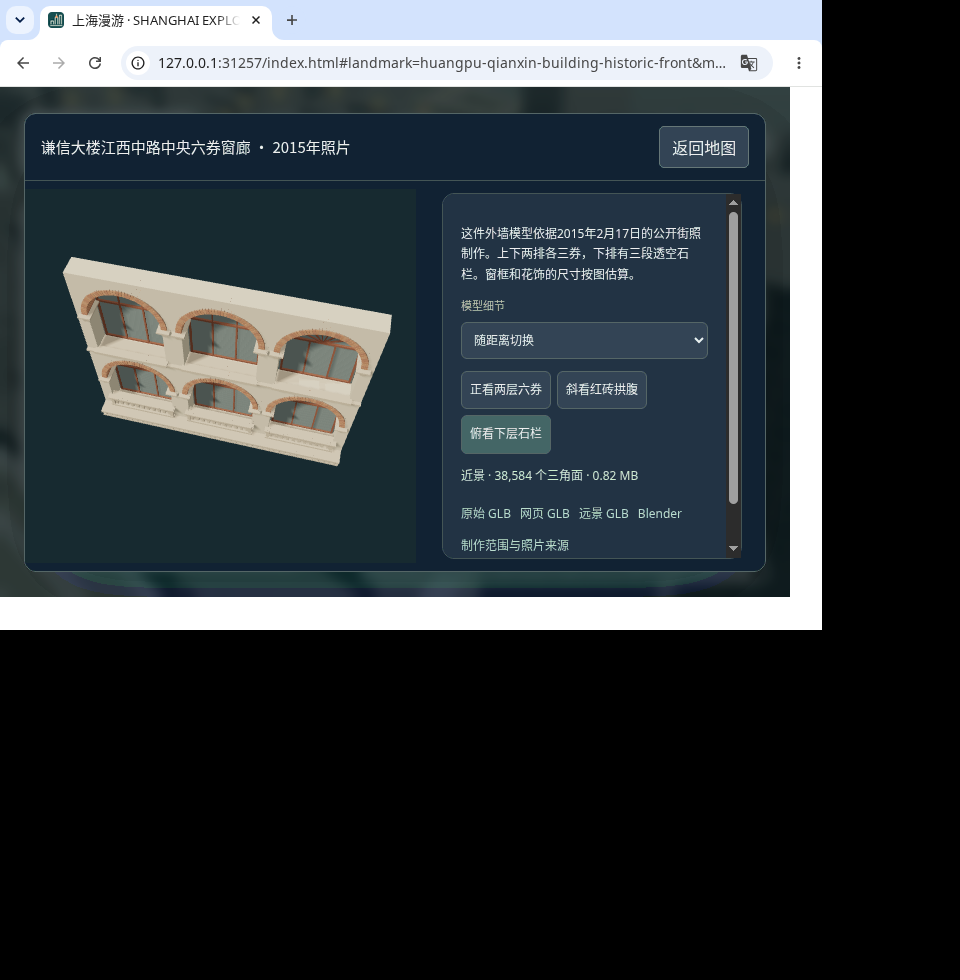 上海漫游 · SHANGHAI EXPLO
127.0.0.1:31257/index.html#landmark=huangpu-qianxin-building-historic-front&m...
谦信大楼江西中路中央六券窗廊 · 2015年照片
返回地图
这件外墙模型依据2015年2月17日的公开街照
制作。上下两排各三券，下排有三段透空石
栏。窗框和花饰的尺寸按图估算。
模型细节
随距离切换
正看两层六券 斜看红砖拱腹
俯看下层石栏
近景 · 38,584 个三角面 · 0.82 MB
原始 GLB 网页 GLB 远景 GLB Blender
制作范围与照片来源